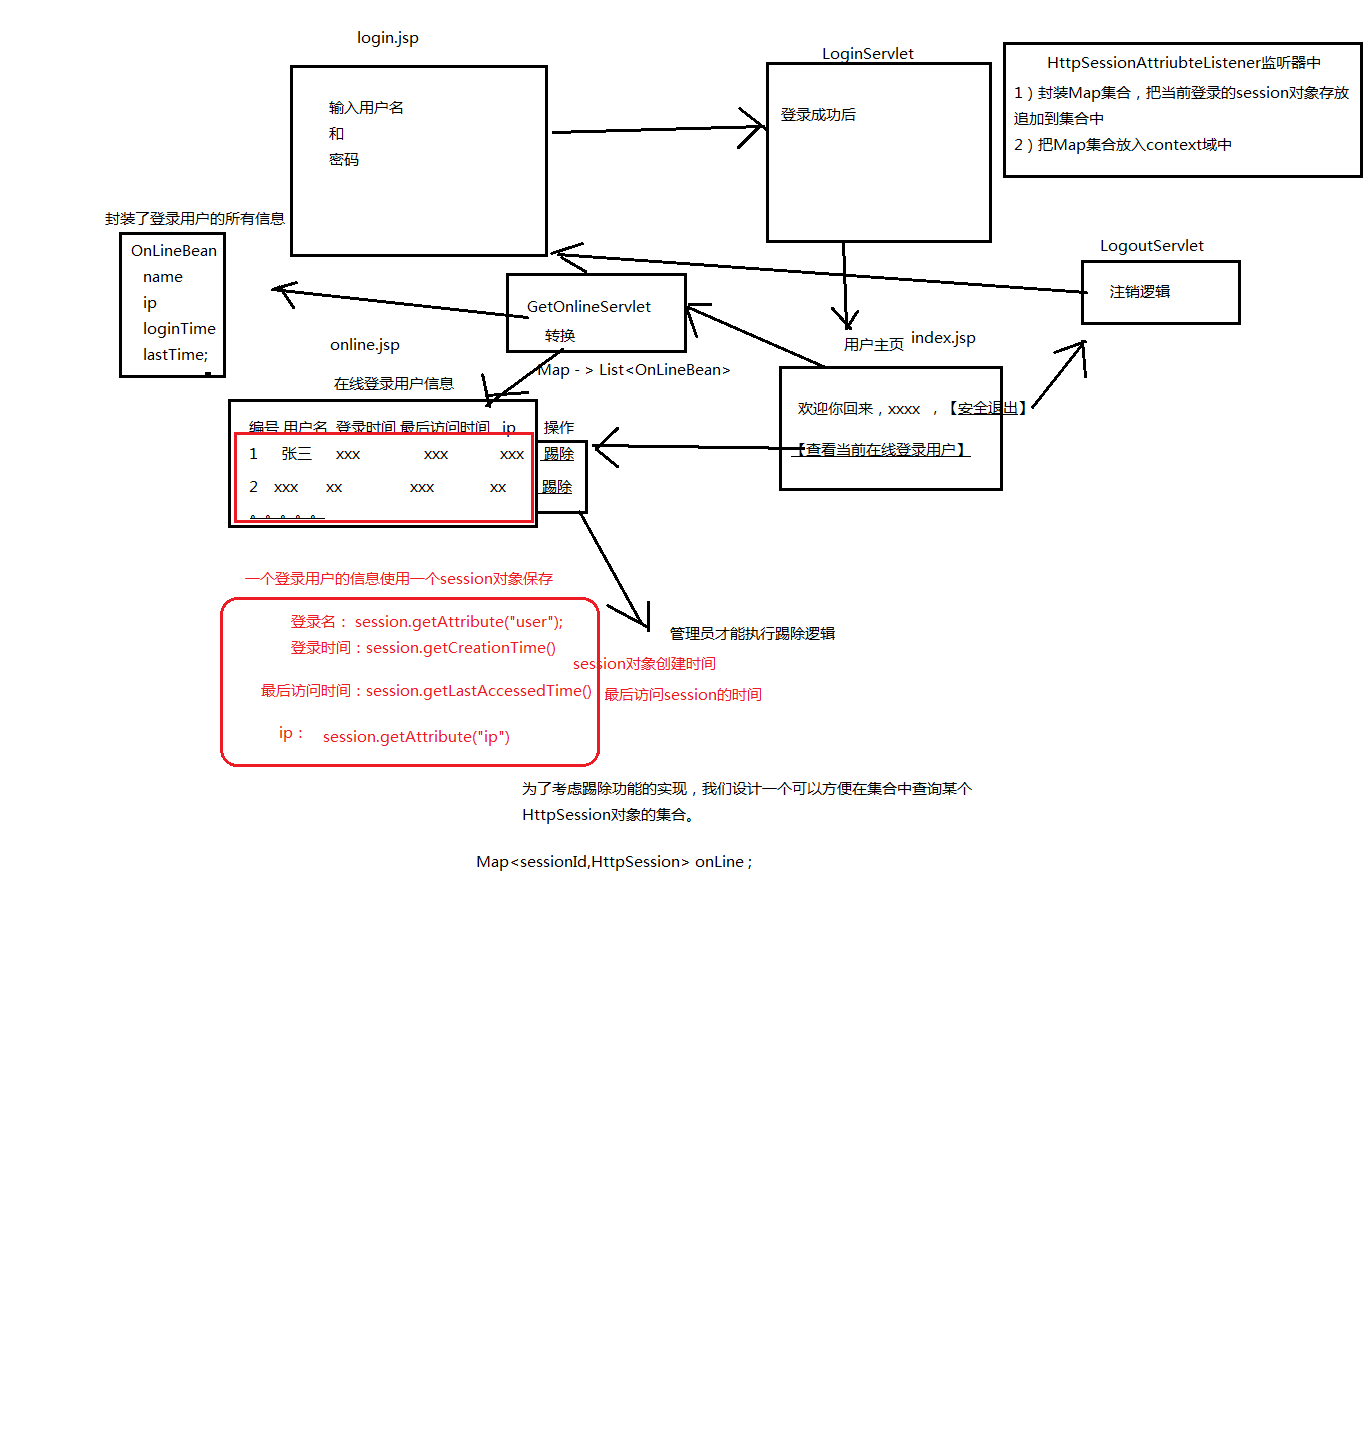 login.jsp
输入用户名
和
密码
LoginServlet
登录成功后
HttpSessionAttriubteListener监听器中
1）封装Map集合，把当前登录的session对象存放
追加到集合中
2）把Map集合放入context域中
封装了登录用户的所有信息
OnLineBean
name
ip
loginTime
lastTime;
GetOnlineServlet
转换
Map - > List<OnLineBean>
LogoutServlet
注销逻辑
用户主页 index.jsp
欢迎你回来，xxxx ，【安全退出】
【查看当前在线登录用户】
online.jsp
在线登录用户信息
编号 用户名 登录时间 最后访问时间 ip 操作
1 张三 xxx xxx xxx 踢除
2 xxx xx xxx xx 踢除
。。。。。
一个登录用户的信息使用一个session对象保存
登录名： session.getAttribute("user");
登录时间：session.getCreationTime()
session对象创建时间
最后访问时间：session.getLastAccessedTime()
最后访问session的时间
ip： session.getAttribute("ip")
管理员才能执行踢除逻辑
为了考虑踢除功能的实现，我们设计一个可以方便在集合中查询某个
HttpSession对象的集合。
Map<sessionId,HttpSession> onLine ;